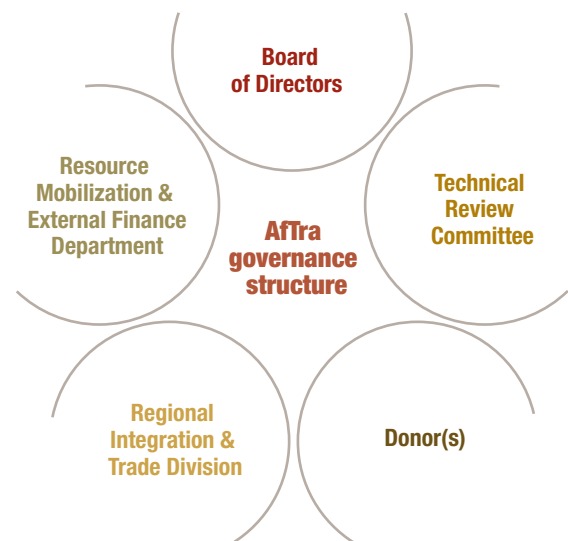 Board
of Directors
Resource
Mobilization &
External Finance
Department
Technical
Review
Committee
AfTra
governance
structure
Regional
Integration &
Trade Division
Donor(s)